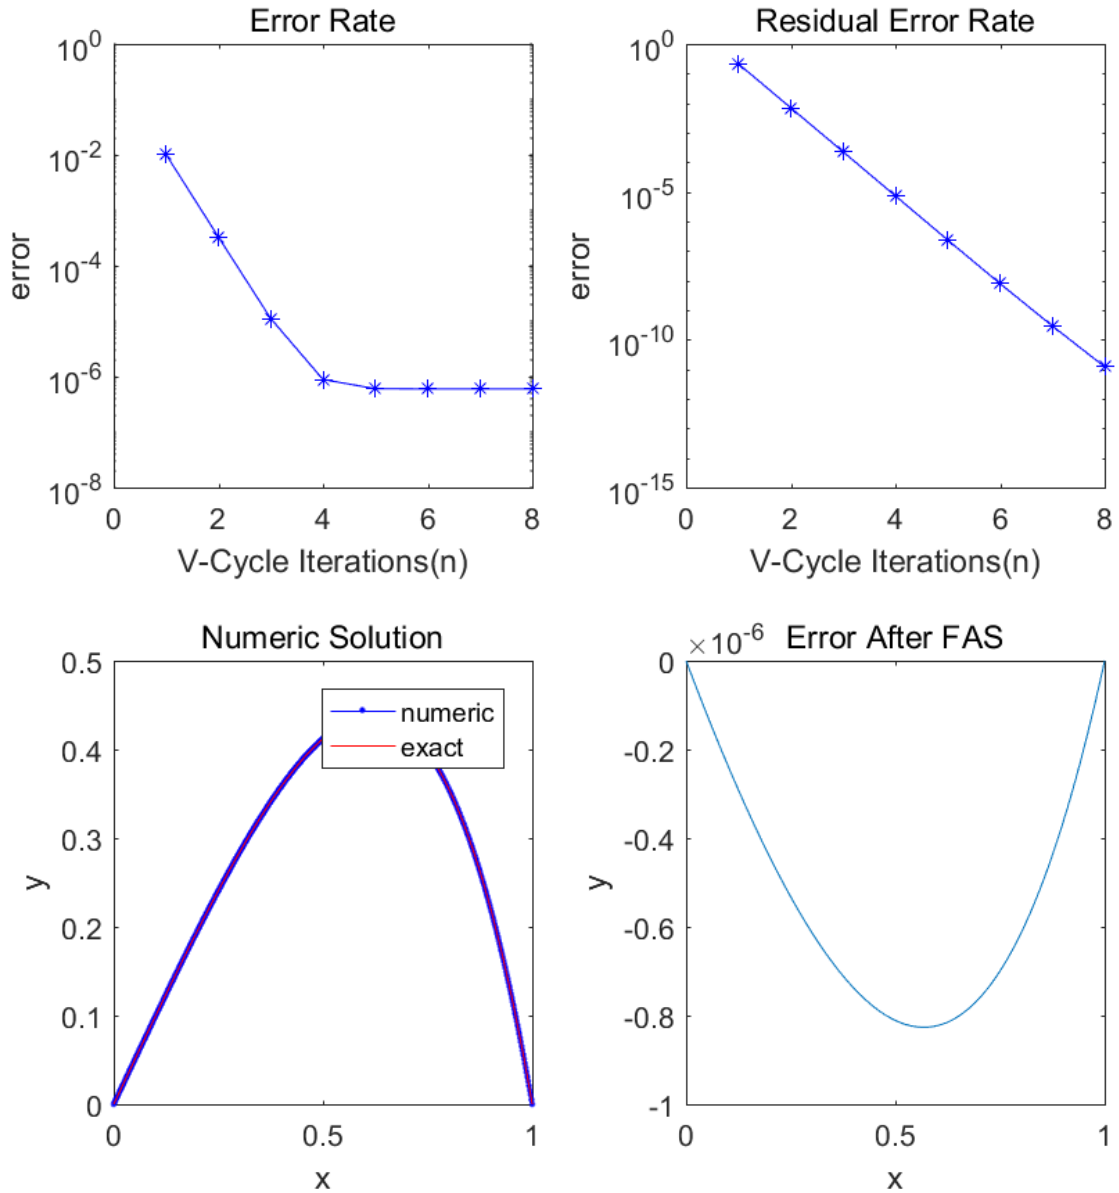 Error Rate
10^0
10^-2
10^-4
10^-6
10^-8
error
0 2 4 6 8
V-Cycle Iterations(n)
Residual Error Rate
10^0
10^-5
10^-10
10^-15
error
0 2 4 6 8
V-Cycle Iterations(n)
Numeric Solution
0.5
0.4
0.3
0.2
0.1
0
y
numeric
exact
0 0.5 1
x
×10^-6 Error After FAS
0
-0.2
-0.4
-0.6
-0.8
-1
y
0 0.5 1
x